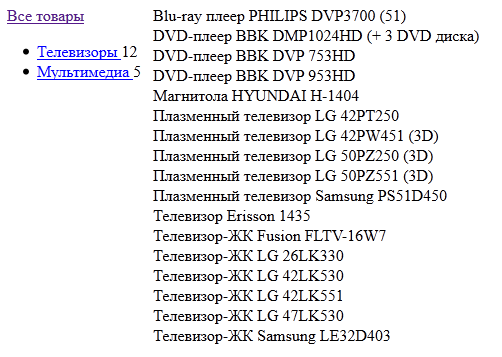 Все товары
Телевизоры 12
Мультимедиа 5
Blu-ray плеер PHILIPS DVP3700 (51)
DVD-плеер BBK DMP1024HD (+ 3 DVD диска)
DVD-плеер BBK DVP 753HD
DVD-плеер BBK DVP 953HD
Магнитола HYUNDAI H-1404
Плазменный телевизор LG 42PT250
Плазменный телевизор LG 42PW451 (3D)
Плазменный телевизор LG 50PZ250 (3D)
Плазменный телевизор LG 50PZ551 (3D)
Плазменный телевизор Samsung PS51D450
Телевизор Erisson 1435
Телевизор-ЖК Fusion FLTV-16W7
Телевизор-ЖК LG 26LK330
Телевизор-ЖК LG 42LK530
Телевизор-ЖК LG 42LK551
Телевизор-ЖК LG 47LK530
Телевизор-ЖК Samsung LE32D403